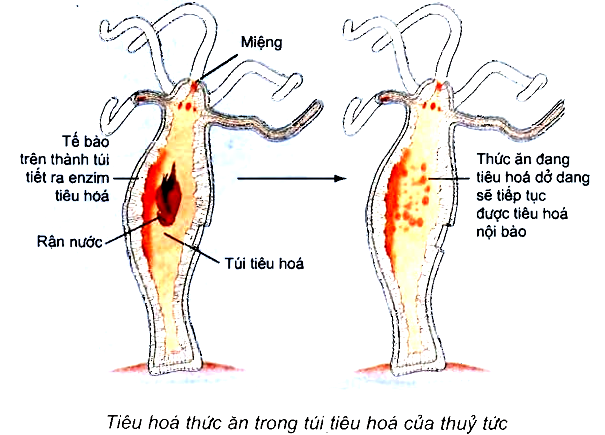 Miệng
Tế bào
trên thành túi
tiết ra enzim
tiêu hóá
Rận nước
Túi tiêu hoá
Thức ăn đang
tiêu hoá dở dang
sẽ tiếp tục
được tiêu hoá
nội bào
Tiêu hoá thức ăn trong túi tiêu hoá của thuỷ tức